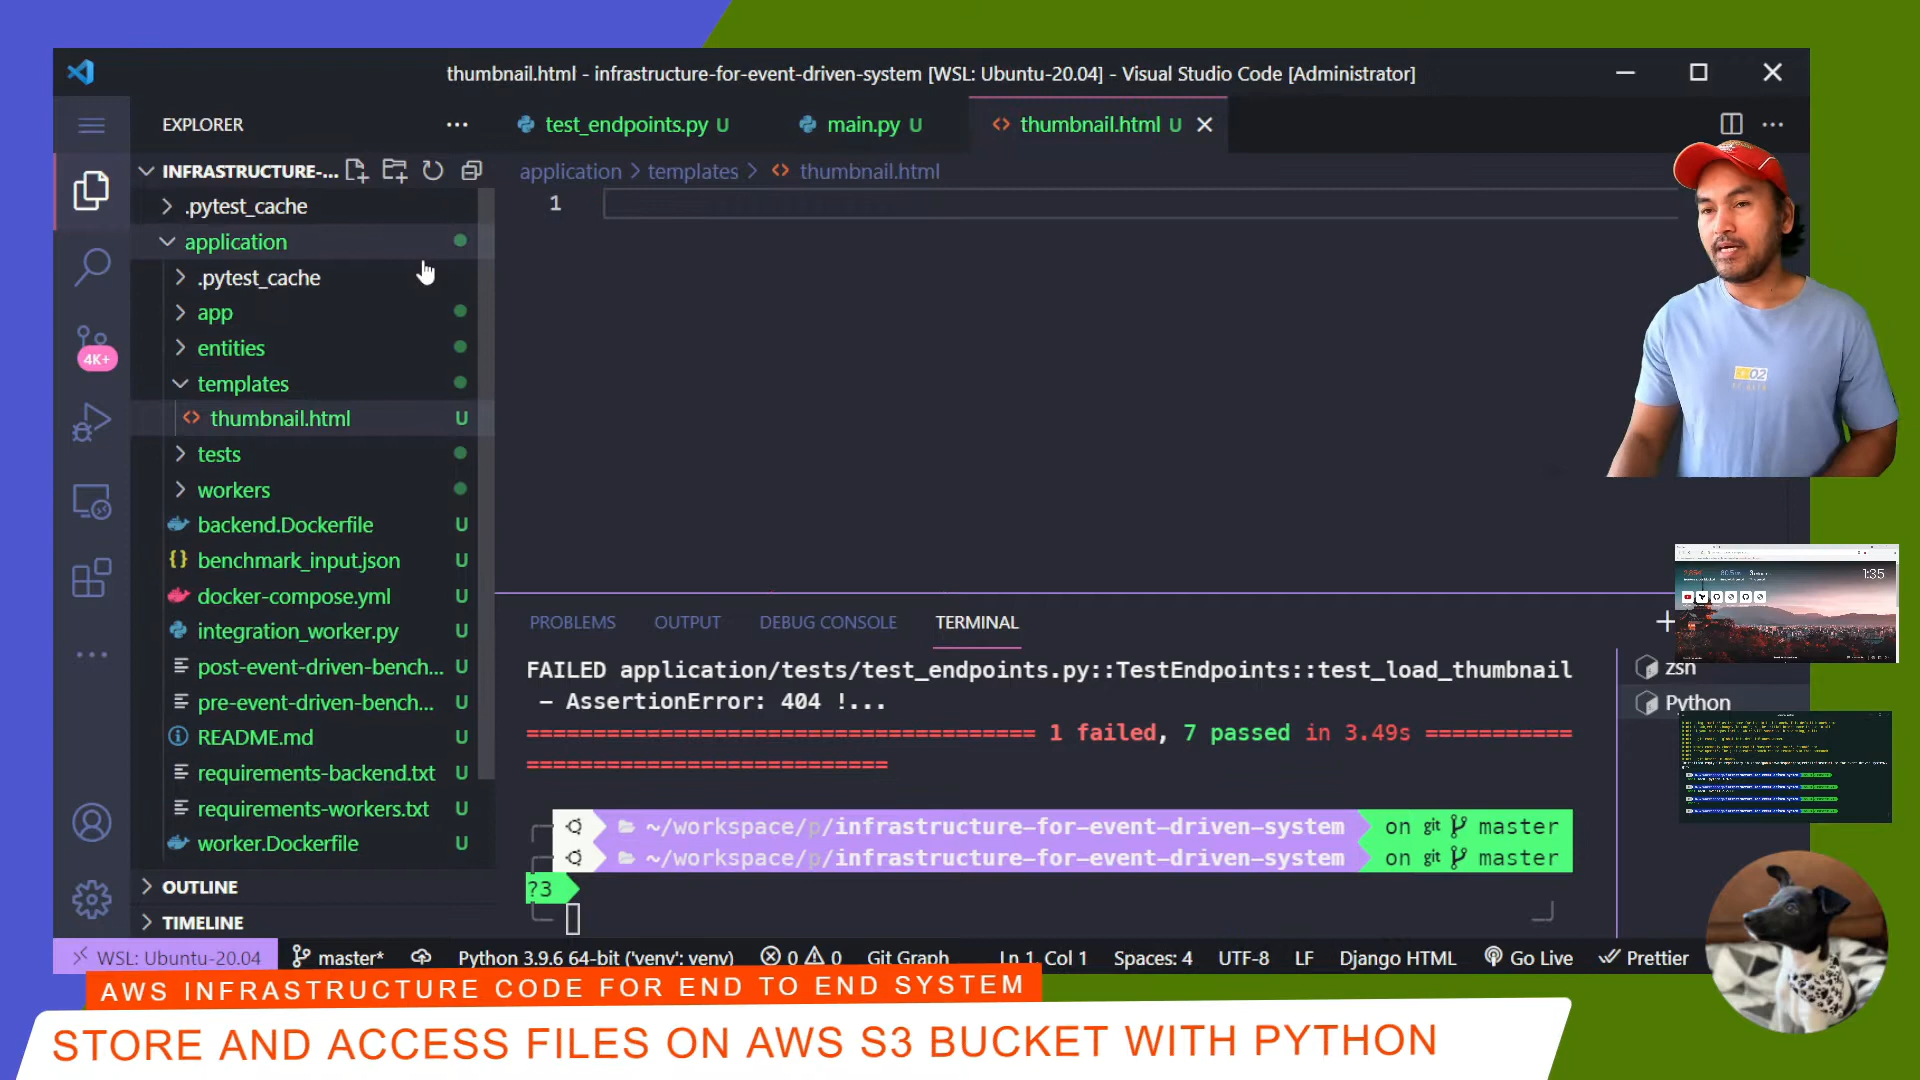 thumbnail.html - infrastructure-for-event-driven-system [WSL: Ubuntu-20.04] - Visual Studio Code [Administrator]
EXPLORER
test_endpoints.py U
main.py U
thumbnail.html U
INFRASTRUCTURE-...
application > templates > thumbnail.html
.pytest_cache
1
application
.pytest_cache
app
entities
4K+
templates
thumbnail.html U
tests
workers
backend.Dockerfile U
benchmark_input.json U
docker-compose.yml U
integration_worker.py U
post-event-driven-bench... U
pre-event-driven-bench... U
README.md U
requirements-backend.txt U
requirements-workers.txt U
worker.Dockerfile U
OUTLINE
TIMELINE
PROBLEMS
OUTPUT
DEBUG CONSOLE
TERMINAL
FAILED application/tests/test_endpoints.py::TestEndpoints::test_load_thumbnail
- AssertionError: 404 !...
==================================== 1 failed, 7 passed in 3.49s ===========
===========================
~/workspace/p/infrastructure-for-event-driven-system on git master
~/workspace/p/infrastructure-for-event-driven-system on git master
?3
zsh
Python
1:35
WSL: Ubuntu-20.04
master*
Python 3.9.6 64-bit ('venv': venv)
0
0
Git Graph
Ln 1, Col 1
Spaces: 4
UTF-8
LF
Django HTML
Go Live
Prettier
AWS INFRASTRUCTURE CODE FOR END TO END SYSTEM
STORE AND ACCESS FILES ON AWS S3 BUCKET WITH PYTHON